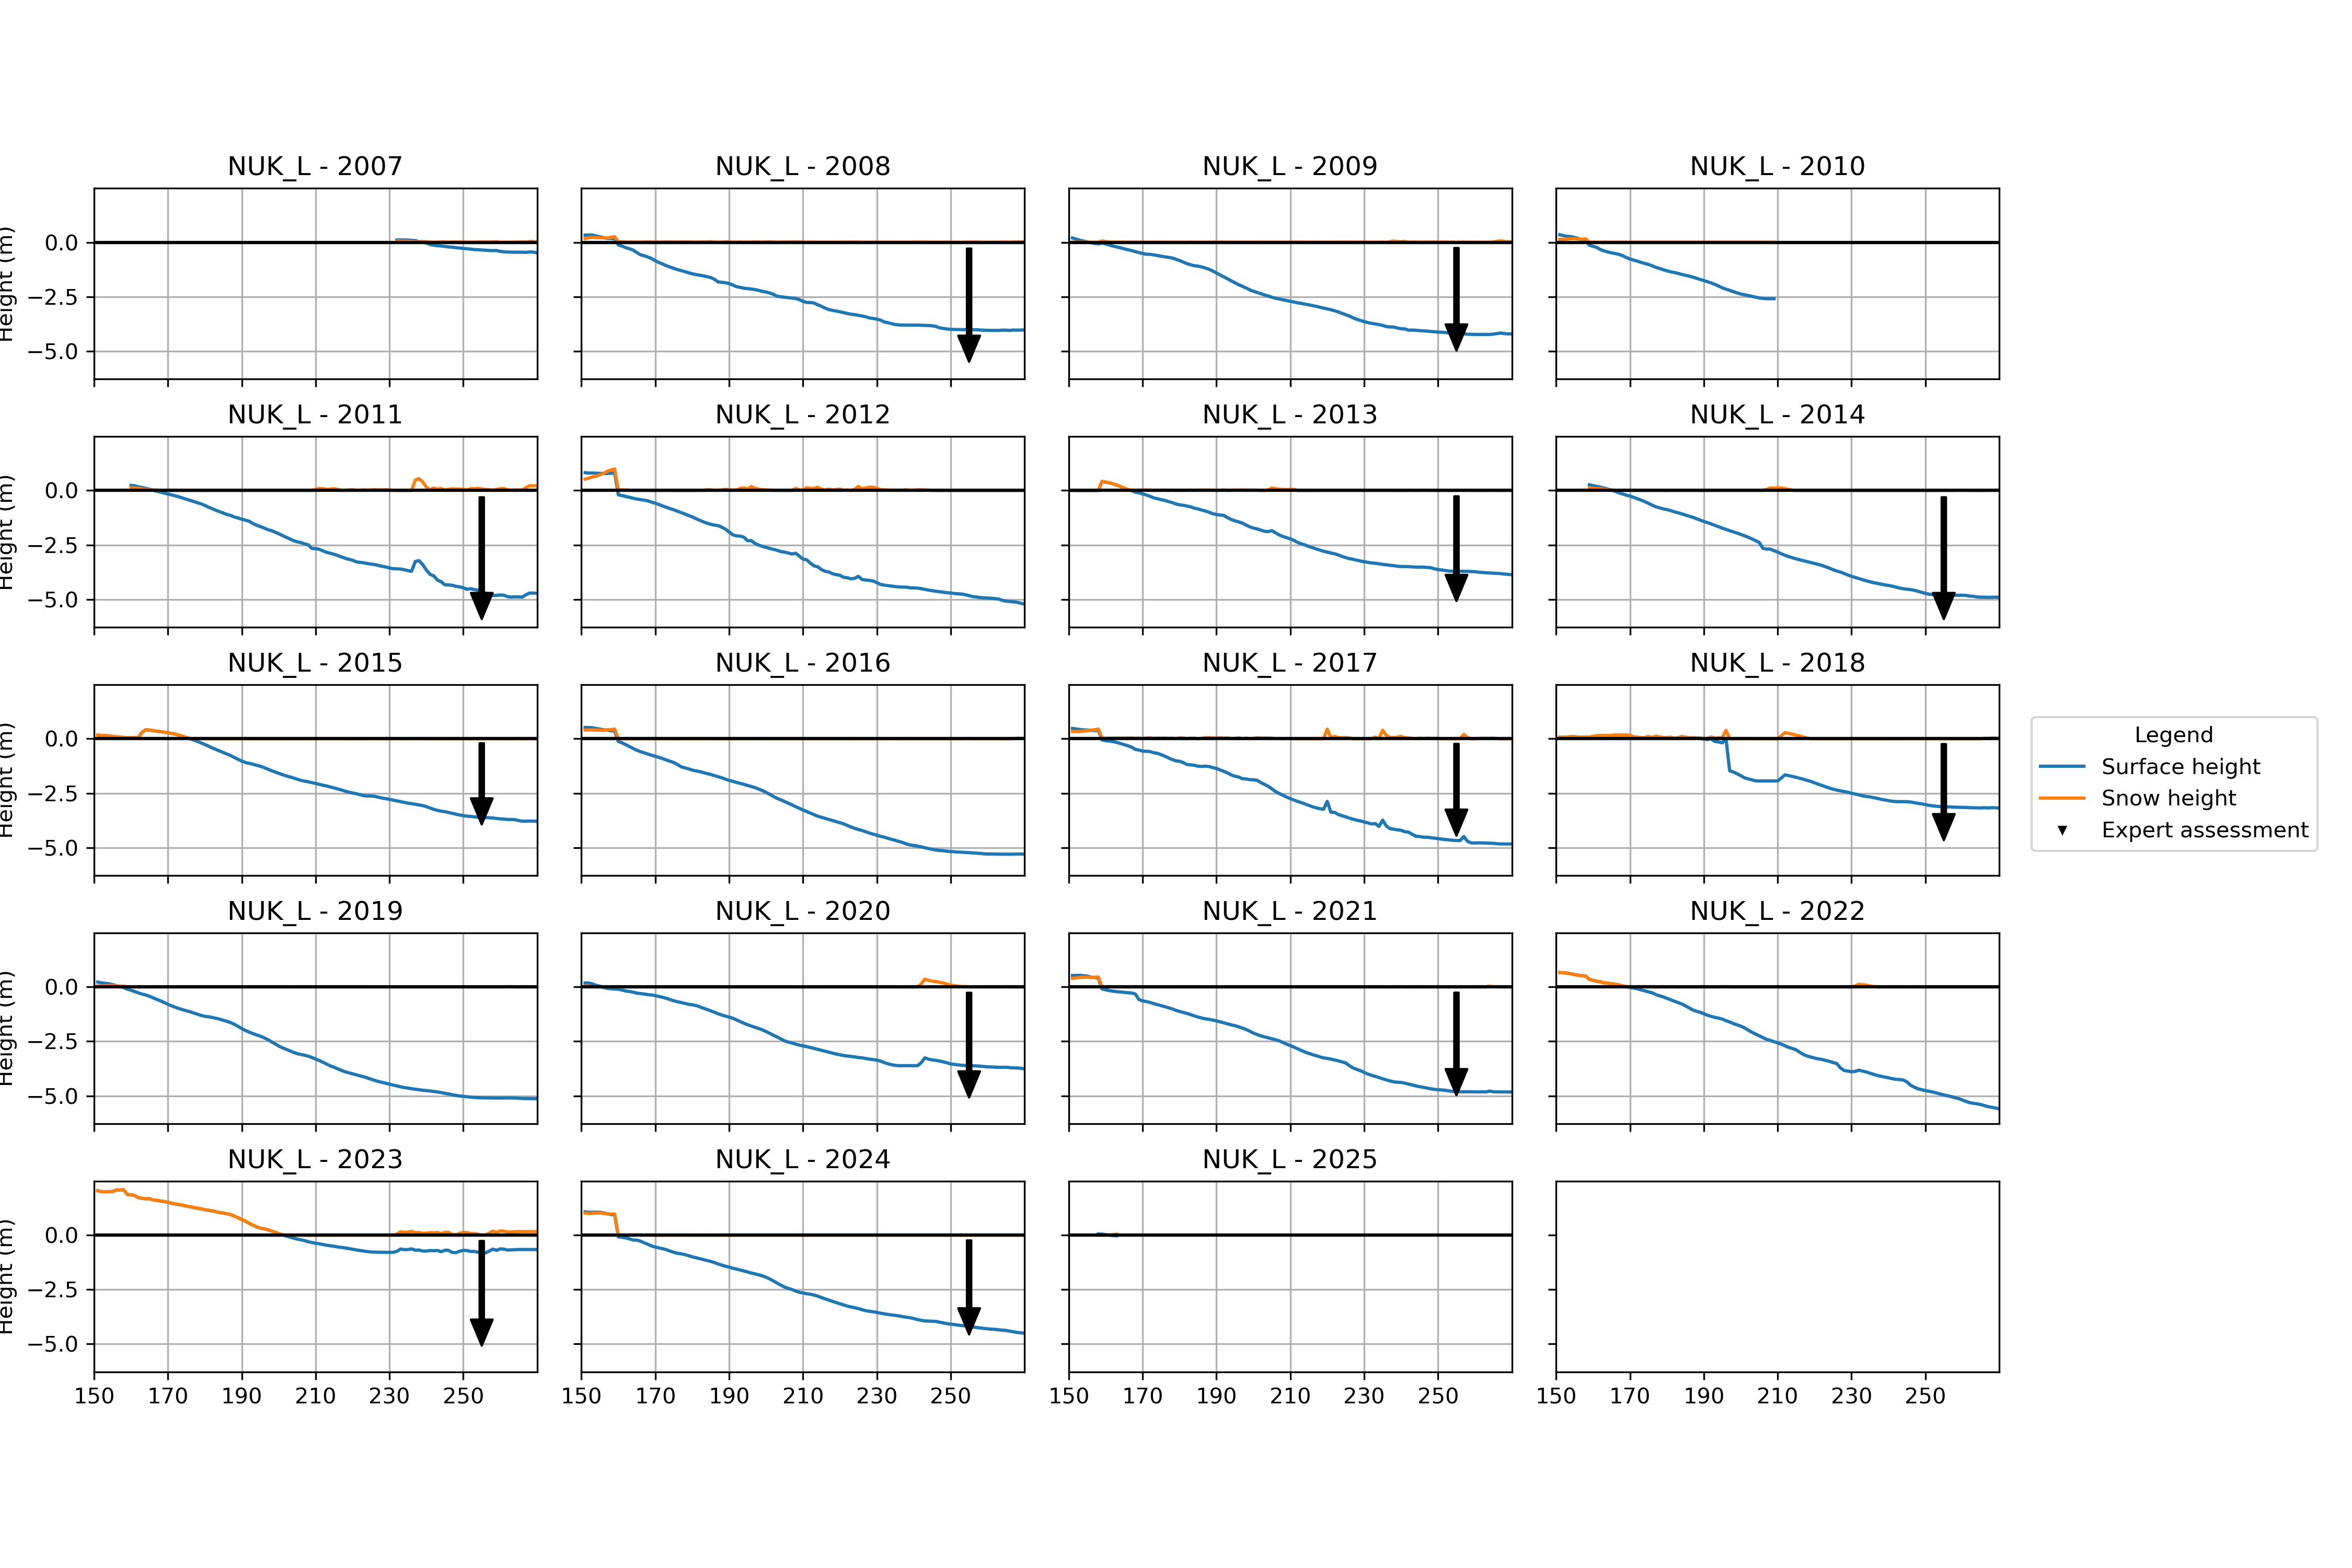 NUK_L - 2007
NUK_L - 2008
NUK_L - 2009
NUK_L - 2010
Height (m)
0.0
−2.5
−5.0
NUK_L - 2011
NUK_L - 2012
NUK_L - 2013
NUK_L - 2014
Height (m)
0.0
−2.5
−5.0
NUK_L - 2015
NUK_L - 2016
NUK_L - 2017
NUK_L - 2018
Height (m)
0.0
−2.5
−5.0
Legend
Surface height
Snow height
Expert assessment
NUK_L - 2019
NUK_L - 2020
NUK_L - 2021
NUK_L - 2022
Height (m)
0.0
−2.5
−5.0
NUK_L - 2023
NUK_L - 2024
NUK_L - 2025
Height (m)
0.0
−2.5
−5.0
150 170 190 210 230 250
150 170 190 210 230 250
150 170 190 210 230 250
150 170 190 210 230 250